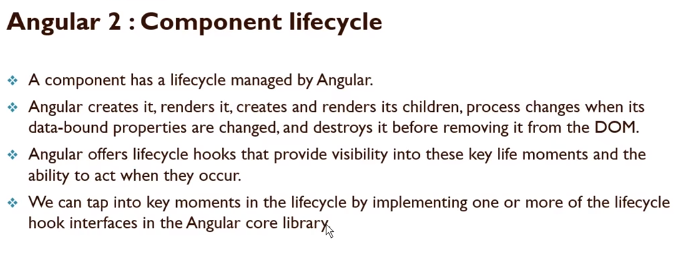 Angular 2 : Component lifecycle
A component has a lifecycle managed by Angular.
Angular creates it, renders it, creates and renders its children, process changes when its
data-bound properties are changed, and destroys it before removing it from the DOM.
Angular offers lifecycle hooks that provide visibility into these key life moments and the
ability to act when they occur.
We can tap into key moments in the lifecycle by implementing one or more of the lifecycle
hook interfaces in the Angular core library.